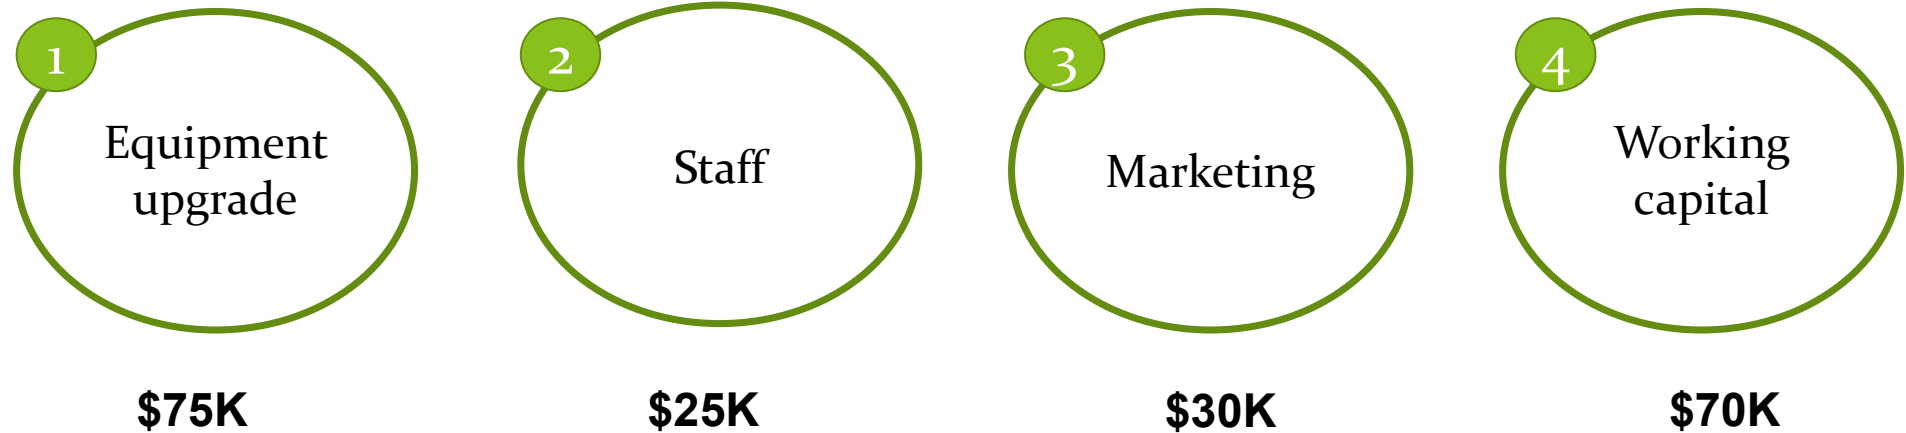 1
Equipment
upgrade
$75K
2
Staff
$25K
3
Marketing
$30K
4
Working
capital
$70K